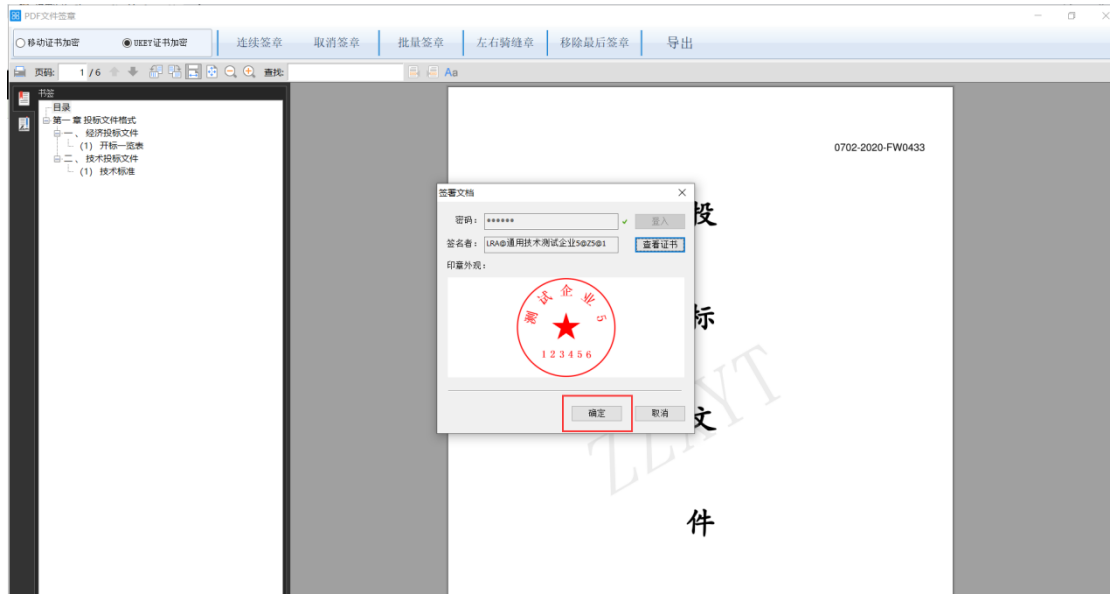 PDF文件签章
移动证书加密 UKEY证书加密 连续签章 取消签章 批量签章 左右骑缝章 移除最后签章 导出
页码: 1 / 6 查找: Aa
书签
目录
第一章 投标文件格式
一、 经济投标文件
(1) 开标一览表
二、 技术投标文件
(1) 技术标准
0702-2020-FW0433
投
标
文
件
ZZXYT
签署文档
密码: ●●●●●● 置入
签名者: LRA@通用技术测试企业5@Z5@1 查看证书
印章外观:
测试企业5
123456
确定 取消